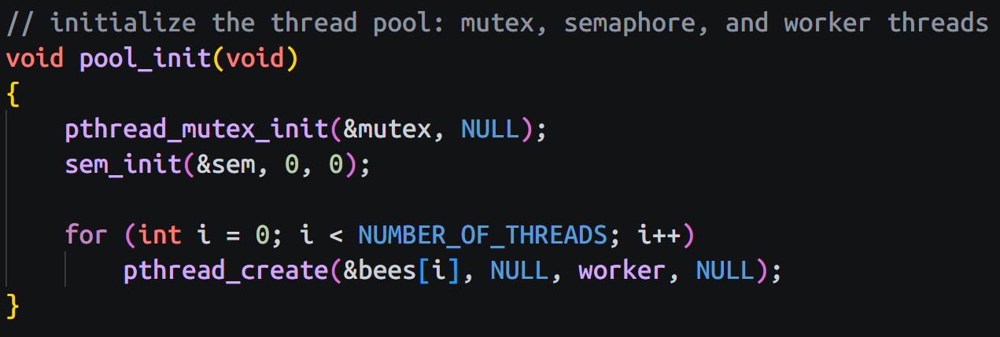 // initialize the thread pool: mutex, semaphore, and worker threads
void pool_init(void)
{
    pthread_mutex_init(&mutex, NULL);
    sem_init(&sem, 0, 0);

    for (int i = 0; i < NUMBER_OF_THREADS; i++)
        pthread_create(&bees[i], NULL, worker, NULL);
}